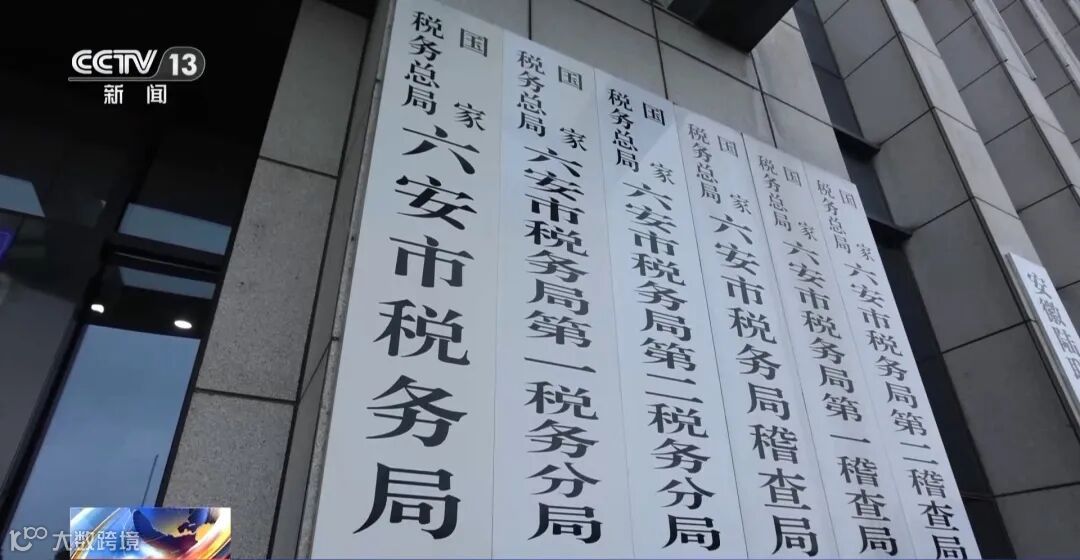 CCTV 13
新闻
国家
税务总局
六安市税务局
国家
税务总局
六安市税务局第一税务分局
国家
税务总局
六安市税务局第二税务分局
国家
税务总局
六安市税务局稽查局
国家
税务总局
六安市税务局第一稽查局
国家
税务总局
六安市税务局第二稽查局
安徽陆
大数跨境